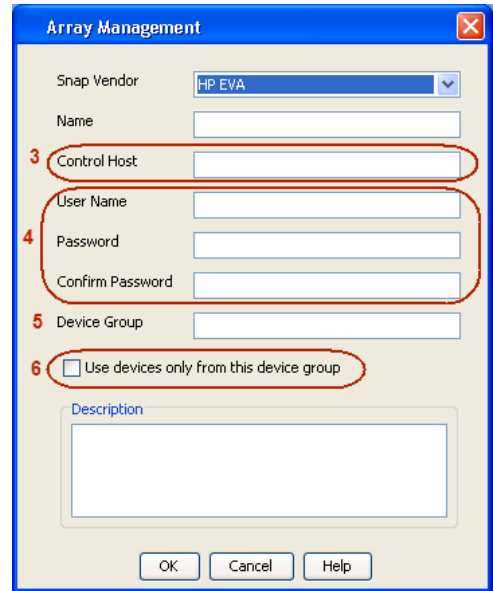 Array Management
Snap Vendor HP EVA
Name
3 Control Host
User Name
4
Password
Confirm Password
5 Device Group
6 Use devices only from this device group
Description
OK Cancel Help